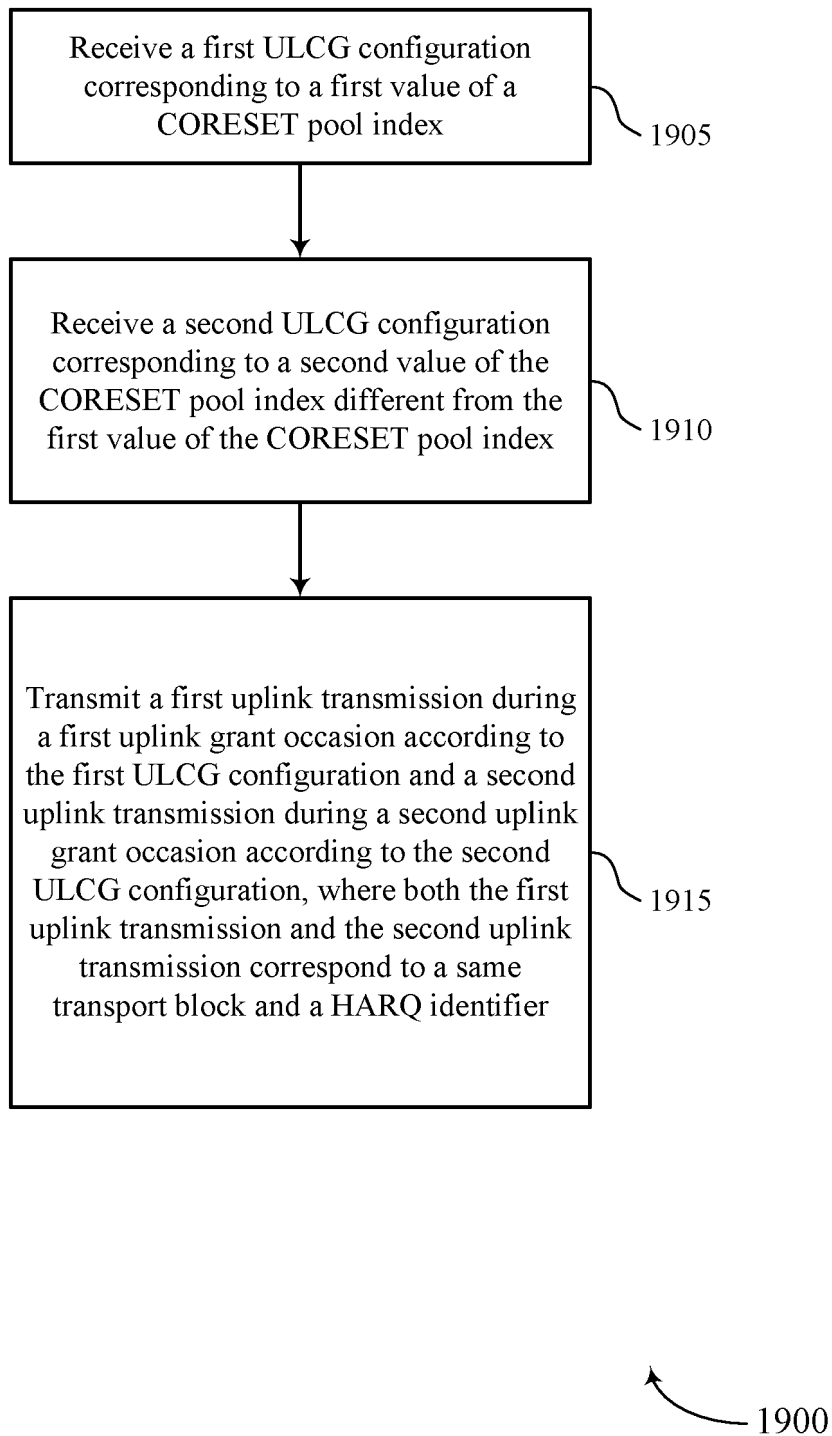 Receive a first ULCG configuration
corresponding to a first value of a
CORESET pool index
1905
Receive a second ULCG configuration
corresponding to a second value of the
CORESET pool index different from the
first value of the CORESET pool index
1910
Transmit a first uplink transmission during
a first uplink grant occasion according to
the first ULCG configuration and a second
uplink transmission during a second uplink
grant occasion according to the second
ULCG configuration, where both the first
uplink transmission and the second uplink
transmission correspond to a same
transport block and a HARQ identifier
1915
1900